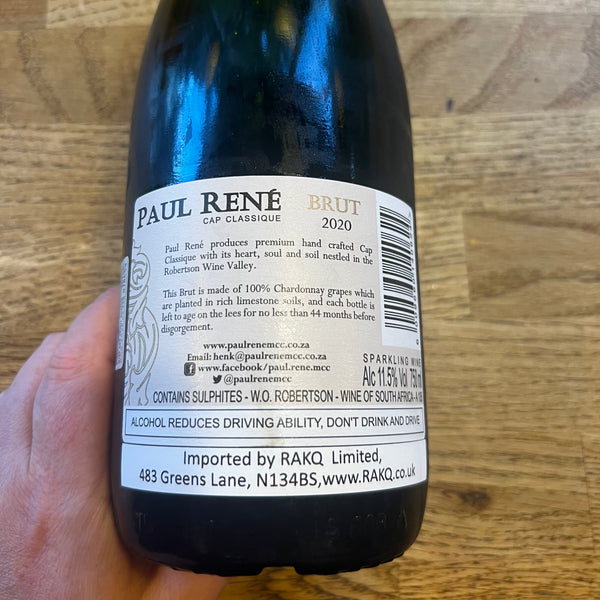 PAUL RENÉ BRUT
CAP CLASSIQUE 2020
Paul René produces premium hand crafted Cap
Classique with its heart, soul and soil nestled in the
Robertson Wine Valley.
This Brut is made of 100% Chardonnay grapes which
are planted in rich limestone soils, and each bottle is
left to age on the lees for no less than 44 months before
disgorgement.
www.paulrenemcc.co.za
Email: henk@paulrenemcc.co.za
www.facebook/paul.rene.mcc
@paulrenemcc
SPARKLING WINE
Alc 11.5% Vol 750 ml
CONTAINS SULPHITES - W.O. ROBERTSON - WINE OF SOUTH AFRICA
ALCOHOL REDUCES DRIVING ABILITY, DON'T DRINK AND DRIVE
Imported by RAKQ Limited,
483 Greens Lane, N134BS,www.RAKQ.co.uk